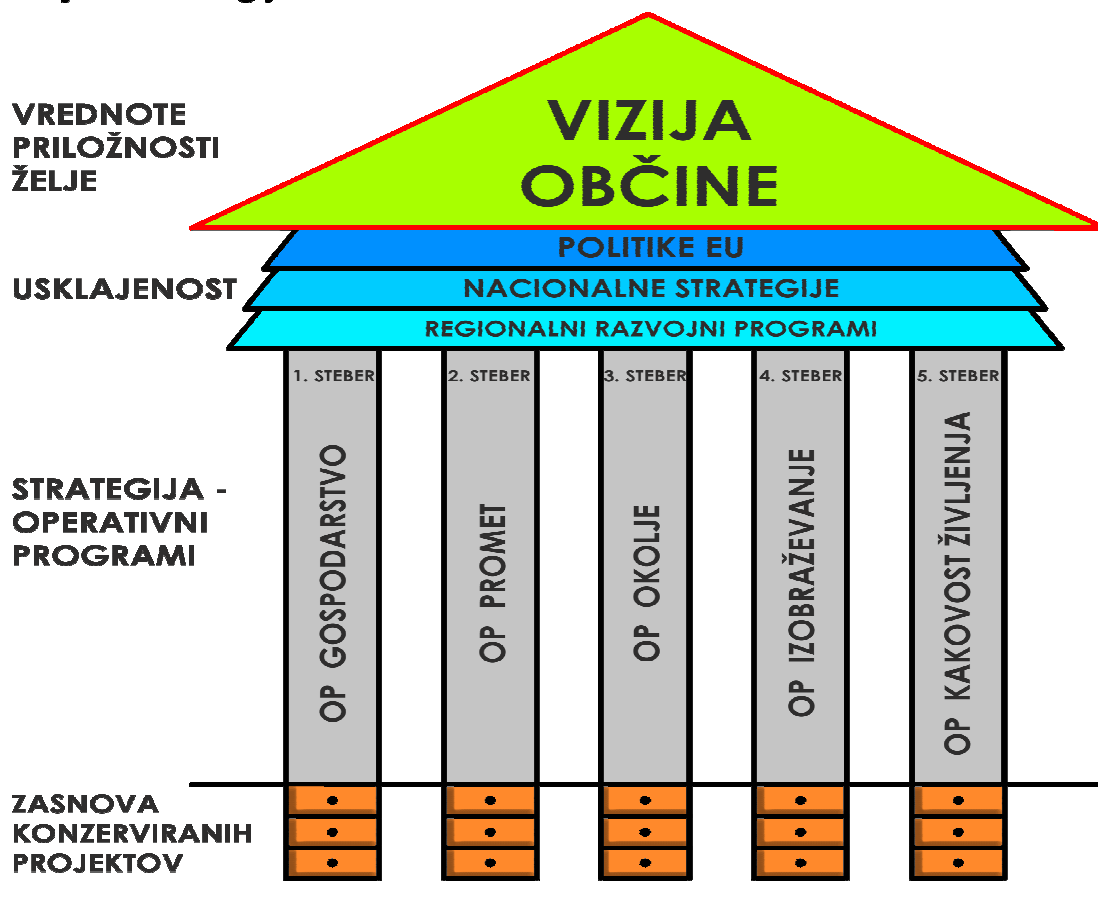 VREDNOTE
PRILOŽNOSTI
ŽELJE
VIZIJA
OBČINE
USKLAJENOST
POLITIKE EU
NACIONALNE STRATEGIJE
REGIONALNI RAZVOJNI PROGRAMI
STRATEGIJA -
OPERATIVNI
PROGRAMI
1. STEBER
OP GOSPODARSTVO
2. STEBER
OP PROMET
3. STEBER
OP OKOLJE
4. STEBER
OP IZOBRAŽEVANJE
5. STEBER
OP KAKOVOST ŽIVLJENJA
ZASNOVA
KONZERVIRANIH
PROJEKTOV